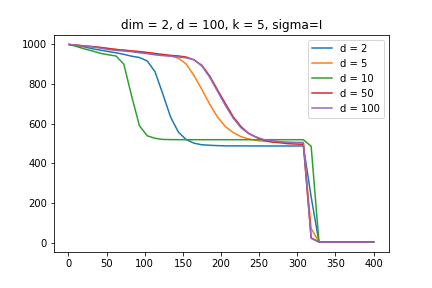 dim = 2, d = 100, k = 5, sigma=I
1000
800
600
400
200
0
d = 2
d = 5
d = 10
d = 50
d = 100
0 50 100 150 200 250 300 350 400